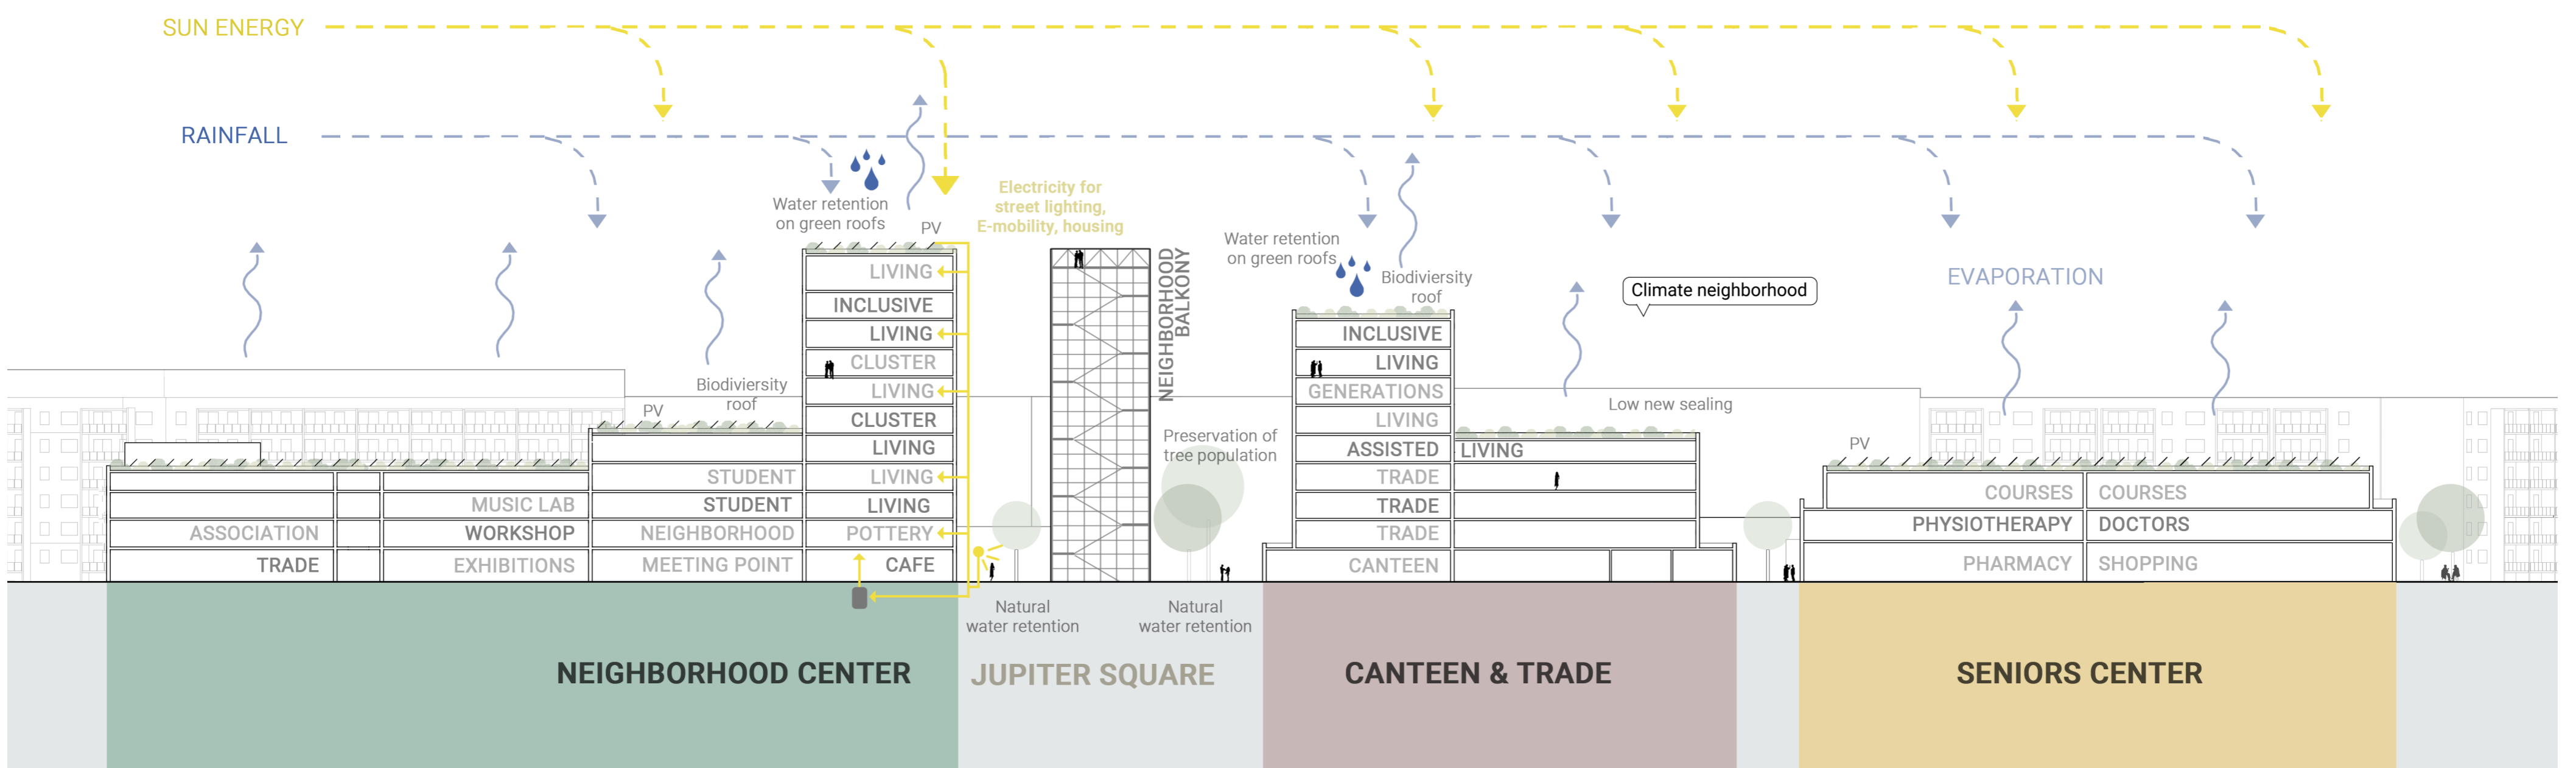 SUN ENERGY
RAINFALL
Water retention
on green roofs
PV
Electricity for
street lighting,
E-mobility, housing
NEIGHBORHOOD
BALKONY
Water retention
on green roofs
Biodiviersity
roof
Climate neighborhood
EVAPORATION
Biodiviersity
roof
PV
Low new sealing
Preservation of
tree population
PV
LIVING
INCLUSIVE
LIVING
CLUSTER
LIVING
CLUSTER
LIVING
STUDENT LIVING
MUSIC LAB STUDENT LIVING
ASSOCIATION WORKSHOP NEIGHBORHOOD POTTERY
TRADE EXHIBITIONS MEETING POINT CAFE
INCLUSIVE
LIVING
GENERATIONS
LIVING
ASSISTED LIVING
TRADE
TRADE
TRADE
CANTEEN
COURSES COURSES
PHYSIOTHERAPY DOCTORS
PHARMACY SHOPPING
Natural
water retention
Natural
water retention
NEIGHBORHOOD CENTER
JUPITER SQUARE
CANTEEN & TRADE
SENIORS CENTER